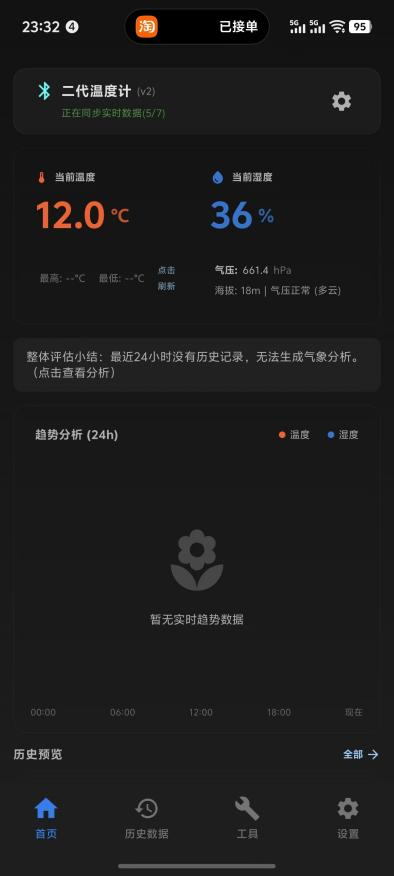 23:32 4
淘 已接单
5G 5G 95
二代温度计 (v2)
正在同步实时数据(5/7)
当前温度 当前湿度
12.0 °C 36 %
最高: --°C 最低: --°C 点击
刷新
气压: 661.4 hPa
海拔: 18m | 气压正常 (多云)
整体评估小结：最近24小时没有历史记录，无法生成气象分析。
（点击查看分析）
趋势分析 (24h) 温度 湿度
暂无实时趋势数据
00:00 06:00 12:00 18:00 现在
历史预览 全部
首页 历史数据 工具 设置